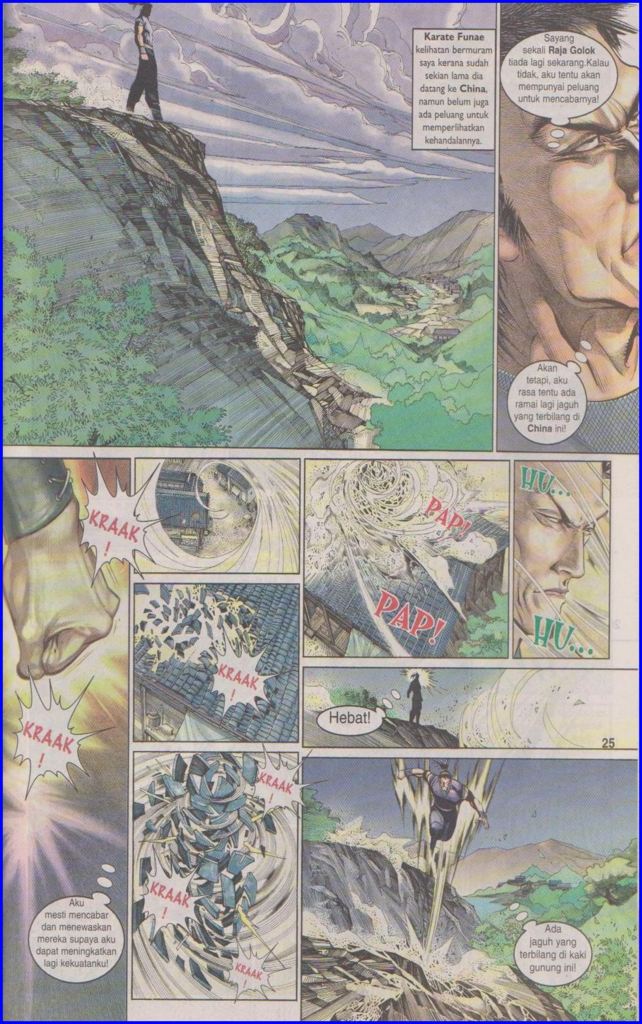 Karate Funae
kelihatan bermuram
saya kerana sudah
sekian lama dia
datang ke China,
namun belum juga
ada peluang untuk
memperlihatkan
kehandalannya.
Sayang
sekali Raja Golok
tiada lagi sekarang.Kalau
tidak, aku tentu akan
mempunyai peluang
untuk mencabarnya!
Akan
tetapi, aku
rasa tentu ada
ramai lagi jaguh
yang terbilang di
China ini!
KRAAK
!
KRAAK
!
Aku
mesti mencabar
dan menewaskan
mereka supaya aku
dapat meningkatkan
lagi kekuatanku!
KRAAK
!
KRAAK
!
KRAAK
!
KRAAK
!
PAP!
PAP!
HU...
HU...
Hebat!
25
Ada
jaguh yang
terbilang di kaki
gunung ini!